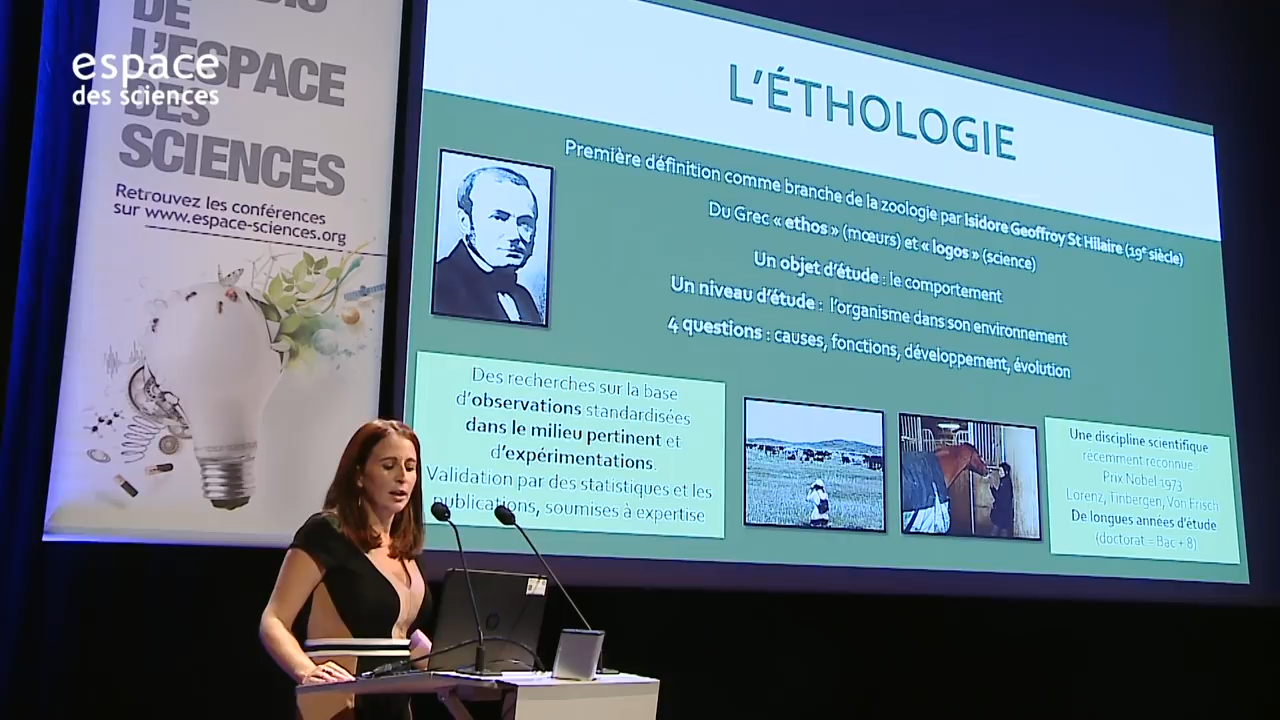 DE
L'ESPACE
DES
SCIENCES
espace
des sciences
Retrouvez les conférences
sur www.espace-sciences.org
L'ÉTHOLOGIE
Première définition comme branche de la zoologie par Isidore Geoffroy St Hilaire (19e siècle)
Du Grec « ethos » (mœurs) et « logos » (science)
Un objet d'étude : le comportement
Un niveau d'étude : l'organisme dans son environnement
4 questions : causes, fonctions, développement, évolution
Des recherches sur la base
d'observations standardisées
dans le milieu pertinent et
d'expérimentations.
Validation par des statistiques et les
publications, soumises à expertise
Une discipline scientifique
récemment reconnue
Prix Nobel 1973
Lorenz, Tinbergen, Von Frisch
De longues années d'étude
(doctorat = Bac + 8)